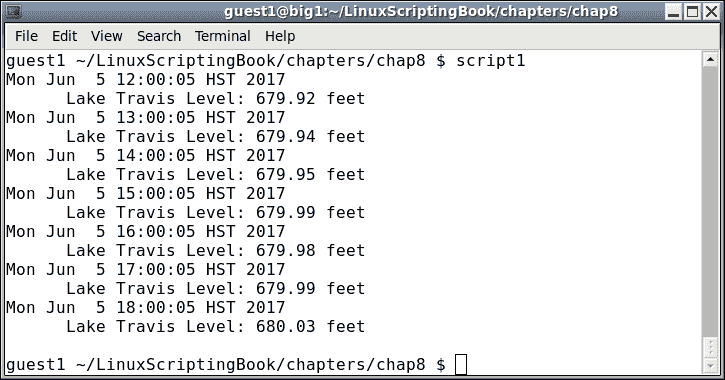 guest1@big1:~/LinuxScriptingBook/chapters/chap8
File Edit View Search Terminal Help
guest1 ~/LinuxScriptingBook/chapters/chap8 $ script1
Mon Jun  5 12:00:05 HST 2017
      Lake Travis Level: 679.92 feet
Mon Jun  5 13:00:05 HST 2017
      Lake Travis Level: 679.94 feet
Mon Jun  5 14:00:05 HST 2017
      Lake Travis Level: 679.95 feet
Mon Jun  5 15:00:05 HST 2017
      Lake Travis Level: 679.99 feet
Mon Jun  5 16:00:05 HST 2017
      Lake Travis Level: 679.98 feet
Mon Jun  5 17:00:05 HST 2017
      Lake Travis Level: 679.99 feet
Mon Jun  5 18:00:05 HST 2017
      Lake Travis Level: 680.03 feet
guest1 ~/LinuxScriptingBook/chapters/chap8 $